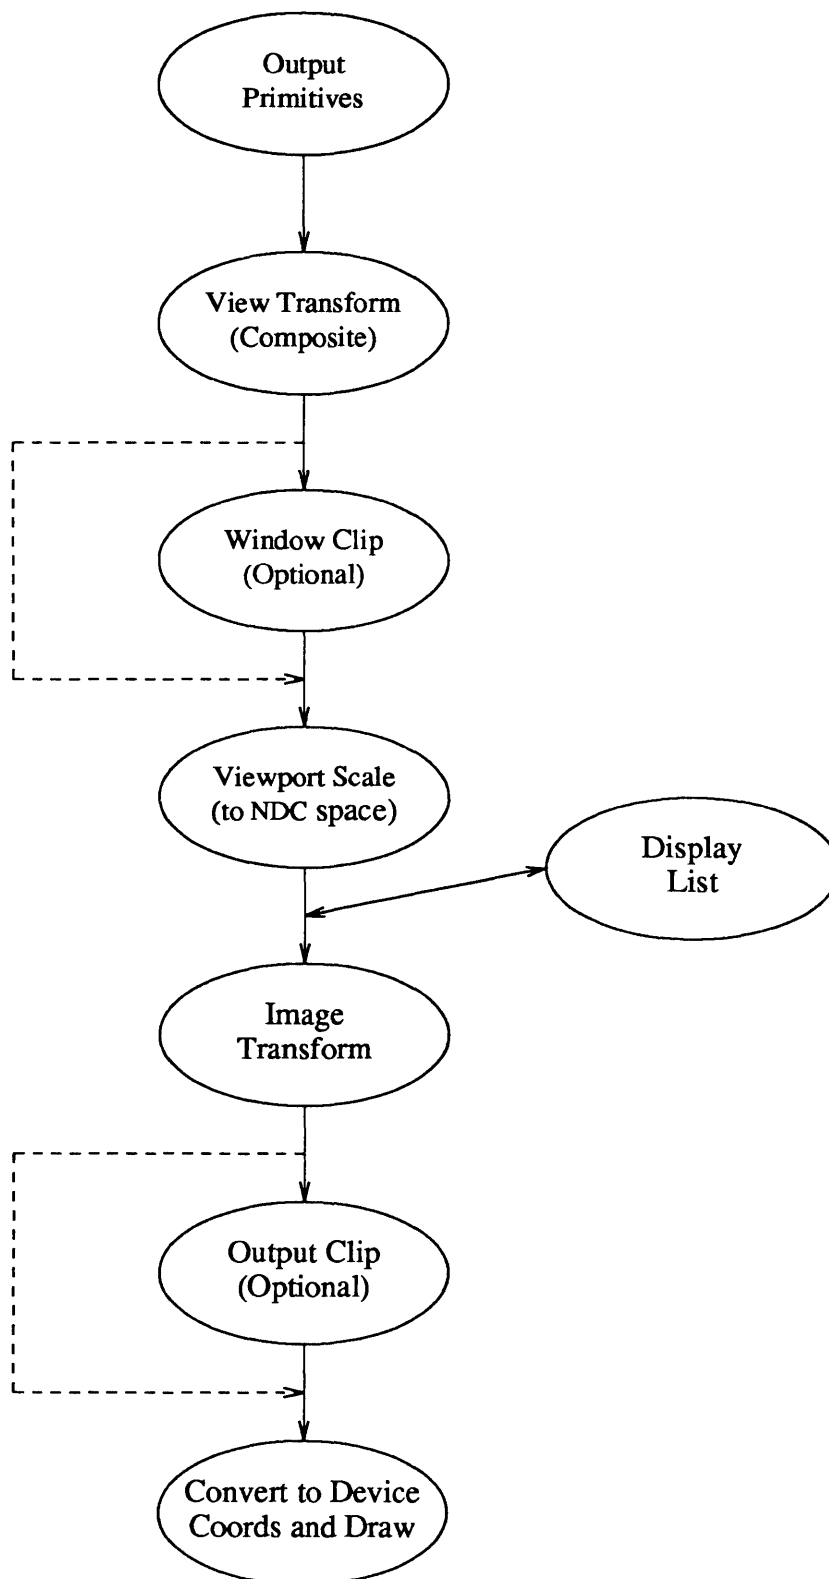 Output
Primitives
View Transform
(Composite)
Window Clip
(Optional)
Viewport Scale
(to NDC space)
Display
List
Image
Transform
Output Clip
(Optional)
Convert to Device
Coords and Draw